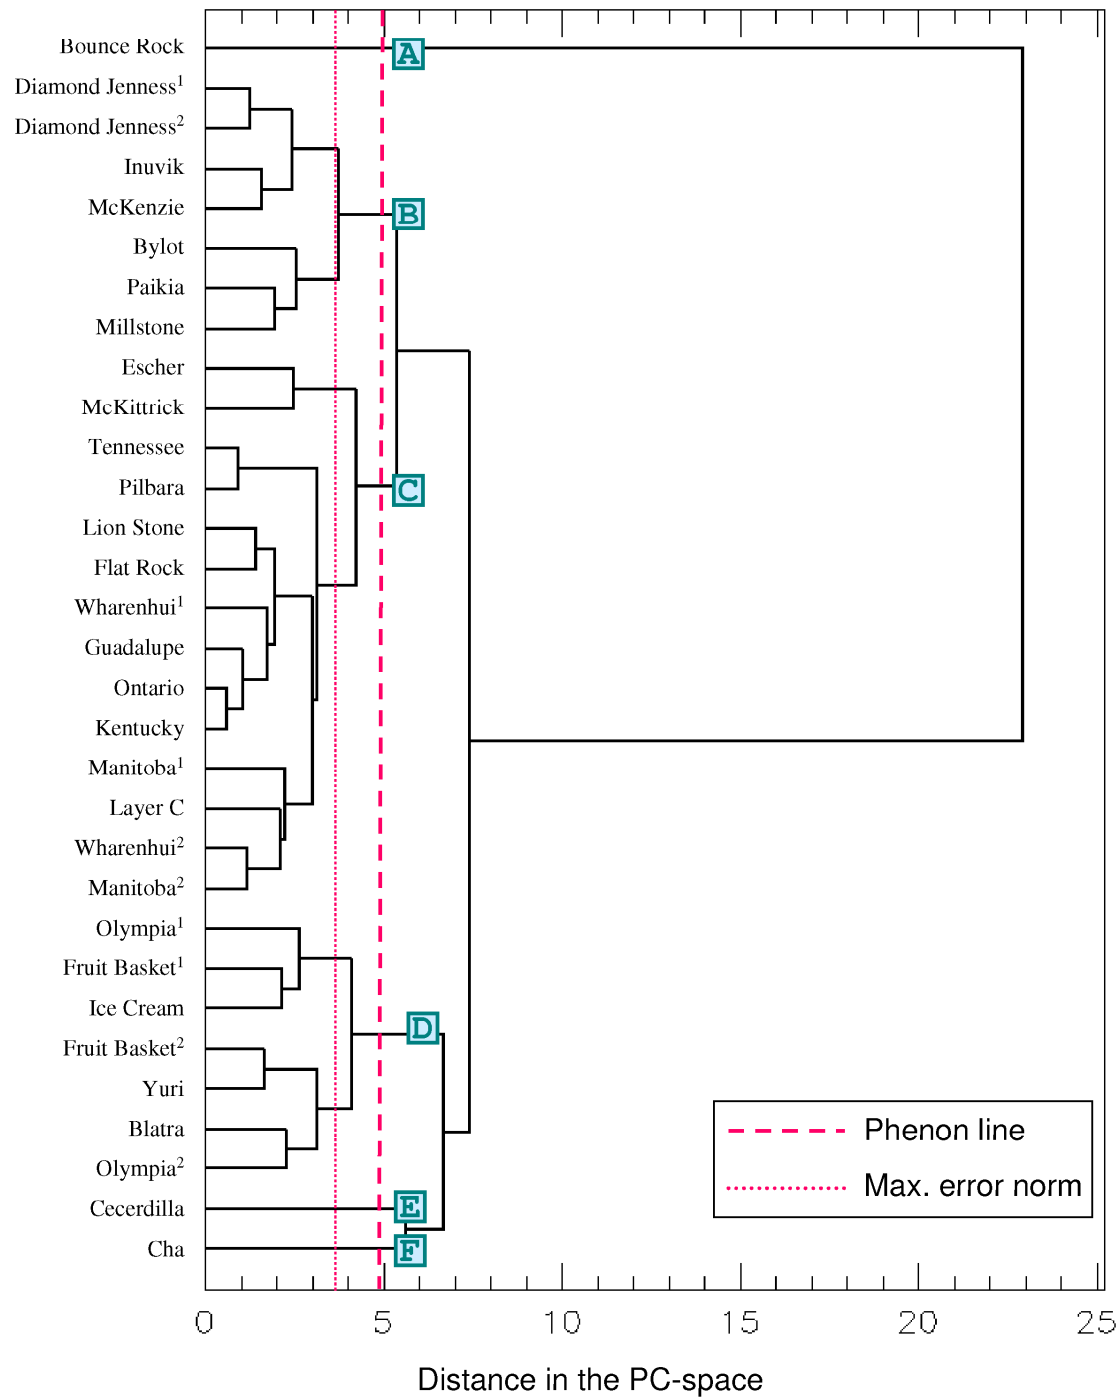 Bounce Rock
A
Diamond Jenness¹
Diamond Jenness²
Inuvik
McKenzie
B
Bylot
Paikia
Millstone
Escher
McKittrick
Tennessee
Pilbara
C
Lion Stone
Flat Rock
Wharenhui¹
Guadalupe
Ontario
Kentucky
Manitoba¹
Layer C
Wharenhui²
Manitoba²
Olympia¹
Fruit Basket¹
Ice Cream
D
Fruit Basket²
Yuri
Blatra
Olympia²
Cecerdilla
E
Cha
F
Phenon line
Max. error norm
0 5 10 15 20 25
Distance in the PC-space